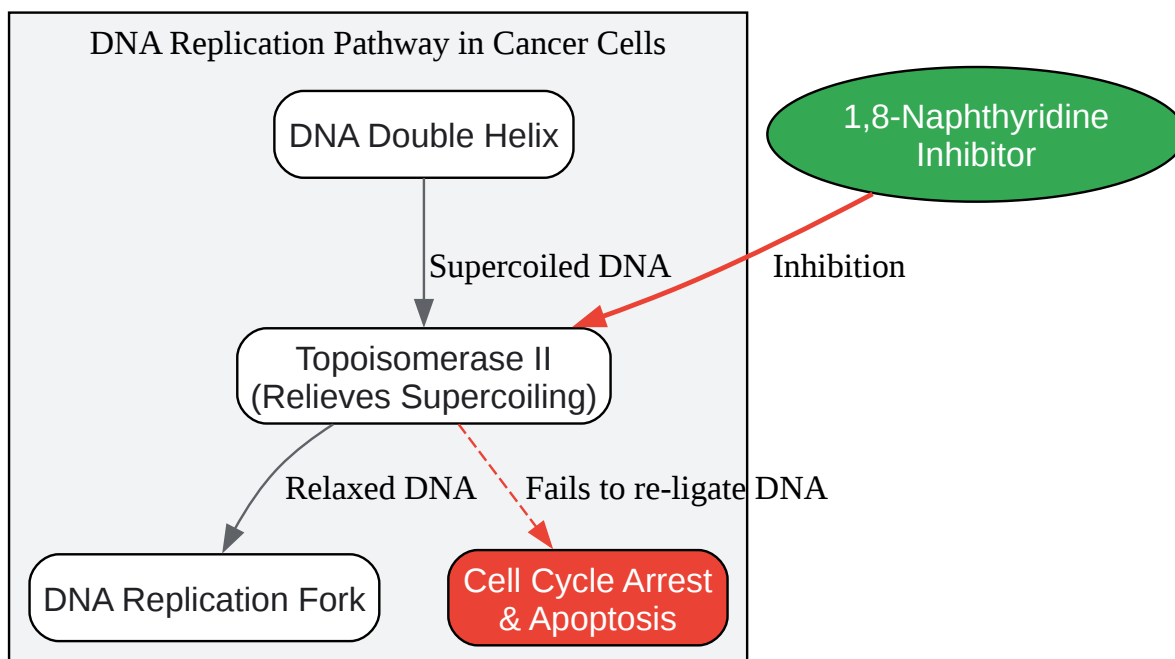 DNA Replication Pathway in Cancer Cells
DNA Double Helix
1,8-Naphthyridine
Inhibitor
Supercoiled DNA
Inhibition
Topoisomerase II
(Relieves Supercoiling)
Relaxed DNA
Fails to re-ligate DNA
DNA Replication Fork
Cell Cycle Arrest
& Apoptosis